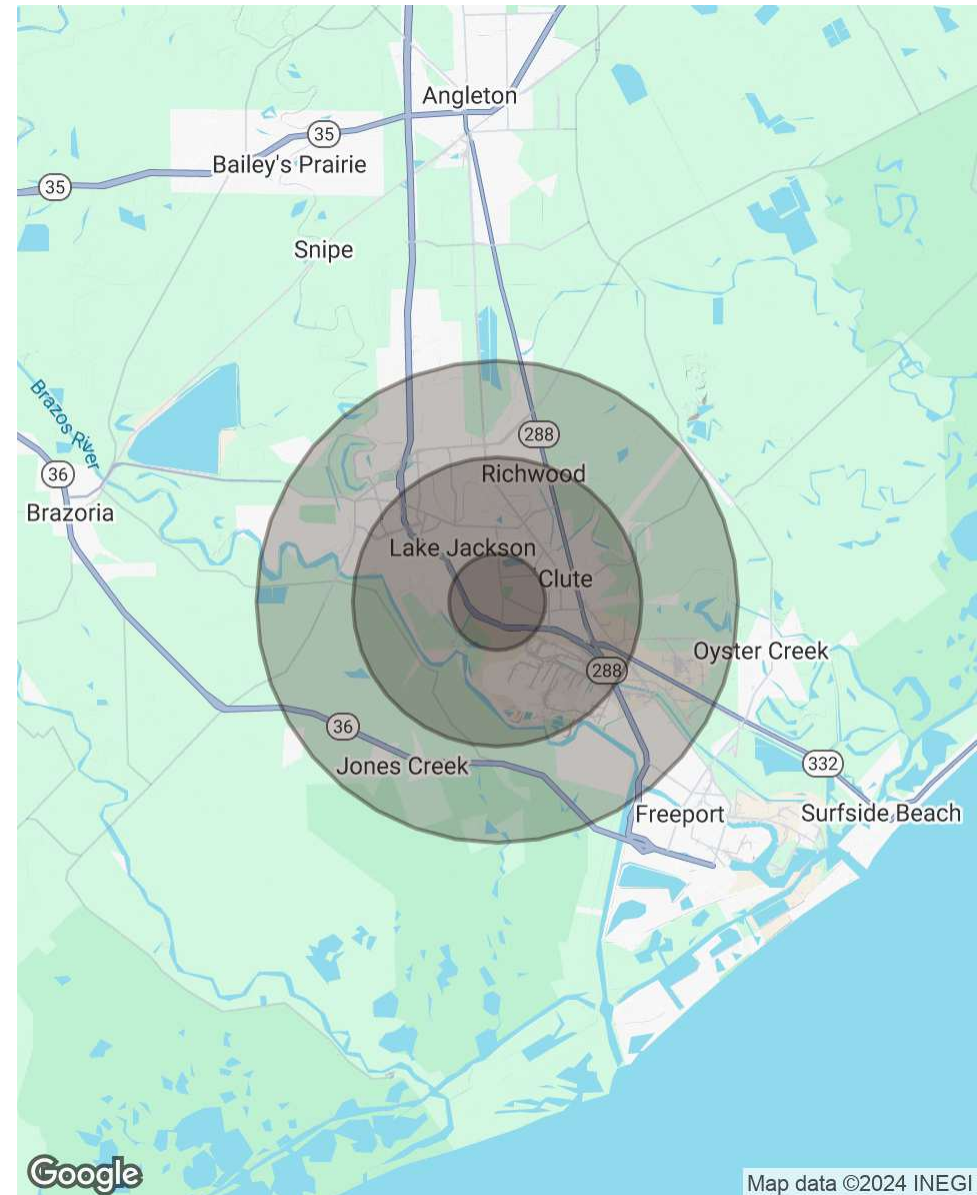 Angleton
35
Bailey's Prairie
35
Snipe
Brazos River
288
36
Richwood
Brazoria
Lake Jackson
Clute
Oyster Creek
288
36
332
Jones Creek
Freeport
Surfside Beach
Google
Map data ©2024 INEGI